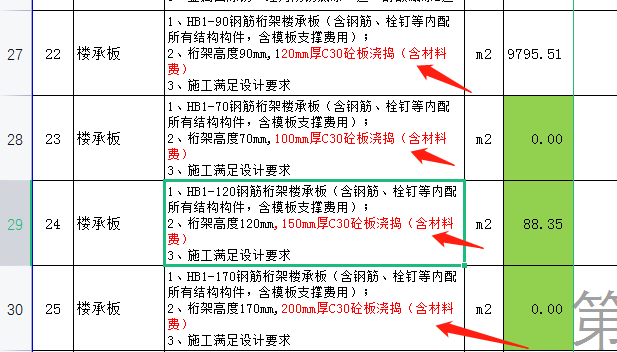 27 22 楼承板 1、HB1-90钢筋桁架楼承板（含钢筋、栓钉等内配 m2 9795.51
所有结构构件，含模板支撑费用）；
2、桁架高度90mm,120mm厚C30砼板浇捣（含材料
费）
3、施工满足设计要求
28 23 楼承板 1、HB1-70钢筋桁架楼承板（含钢筋、栓钉等内配 m2 0.00
所有结构构件，含模板支撑费用）；
2、桁架高度70mm,100mm厚C30砼板浇捣（含材料
费）
3、施工满足设计要求
29 24 楼承板 1、HB1-120钢筋桁架楼承板（含钢筋、栓钉等内配 m2 88.35
所有结构构件，含模板支撑费用）；
2、桁架高度120mm,150mm厚C30砼板浇捣（含材料
费）
3、施工满足设计要求
30 25 楼承板 1、HB1-170钢筋桁架楼承板（含钢筋、栓钉等内配 m2 0.00
所有结构构件，含模板支撑费用）；
2、桁架高度170mm,200mm厚C30砼板浇捣（含材料
费）
3、施工满足设计要求
第